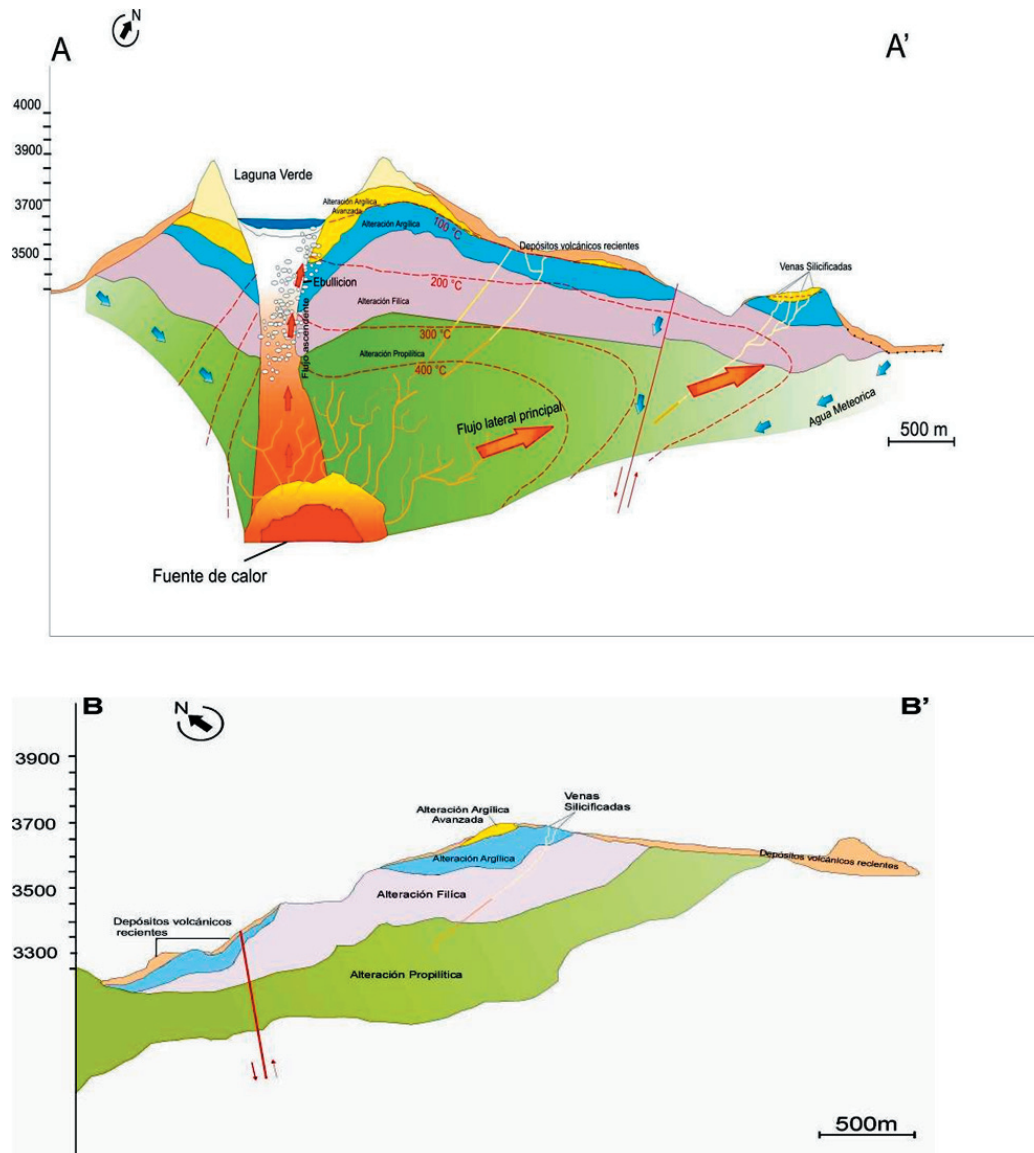 N
A
A'
4000
3900
3700
3500
Laguna Verde
Alteración Argílica
Avanzada
Alteración Argílica
100 °C
Depósitos volcánicos recientes
Venas Silicificadas
200 °C
Ebullicion
Flujo ascendente
Alteración Fílica
300 °C
Alteración Propilítica
400 °C
Flujo lateral principal
Agua Meteorica
500 m
Fuente de calor
B
N
B'
3900
3700
3500
3300
Venas
Silicificadas
Alteración Argílica
Avanzada
Alteración Argílica
Depósitos volcánicos recientes
Alteración Fílica
Depósitos volcánicos
recientes
Alteración Propilítica
500m